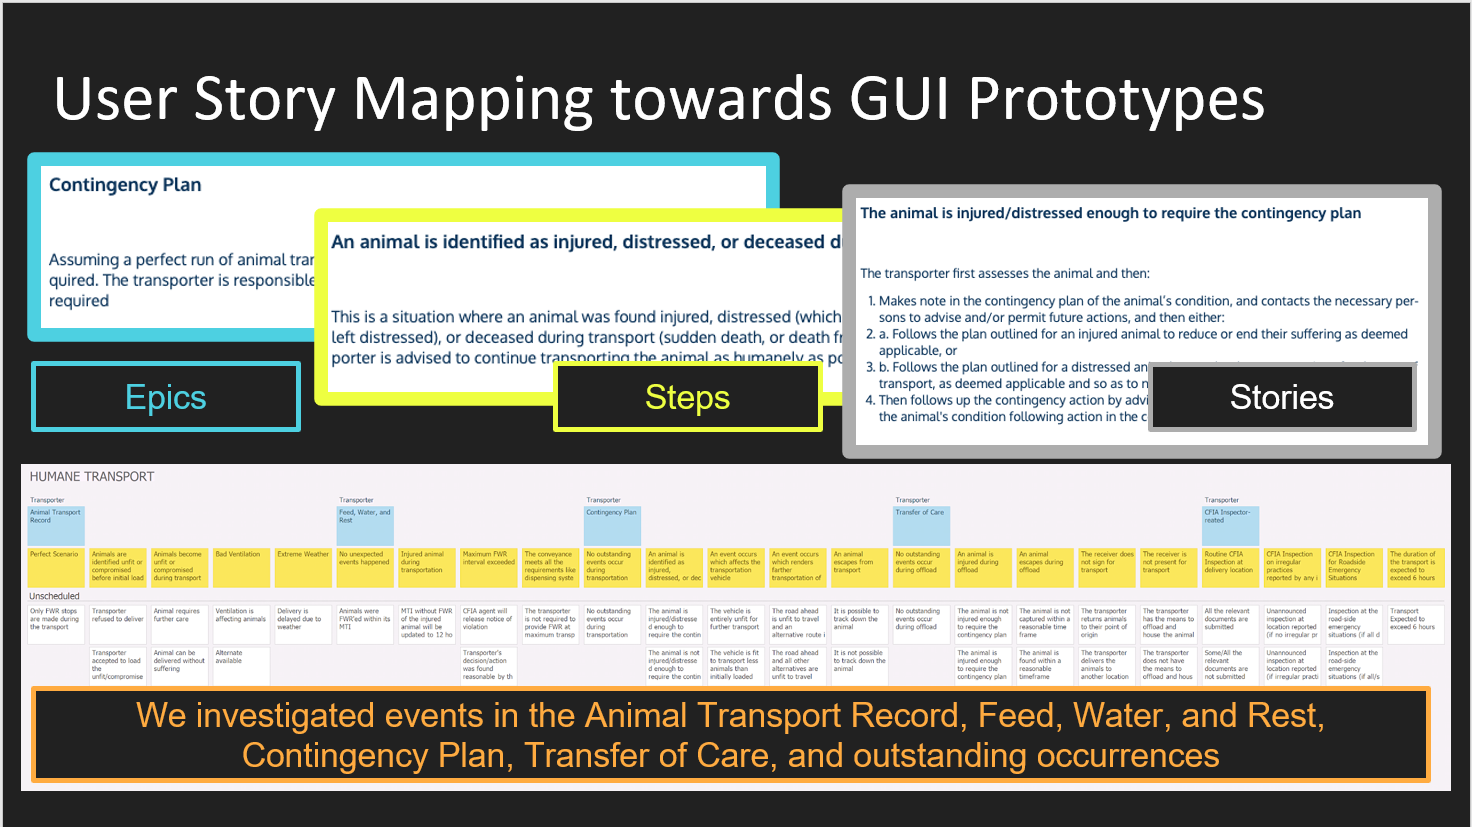 User Story Mapping towards GUI Prototypes
Contingency Plan
Assuming a perfect run of animal tran
quired. The transporter is responsible
required
Epics
An animal is identified as injured, distressed, or deceased d
This is a situation where an animal was found injured, distressed (which
left distressed), or deceased during transport (sudden death, or death fr
porter is advised to continue transporting the animal as humanely as po
Steps
The animal is injured/distressed enough to require the contingency plan
The transporter first assesses the animal and then:
1. Makes note in the contingency plan of the animal's condition, and contacts the necessary per-
sons to advise and/or permit future actions, and then either:
2. a. Follows the plan outlined for an injured animal to reduce or end their suffering as deemed
applicable, or
3. b. Follows the plan outlined for a distressed an
transport, as deemed applicable and so as to n
4. Then follows up the contingency action by advi
the animal's condition following action in the c
Stories
HUMANE TRANSPORT
Transporter
Transporter
Transporter
Transporter
Transporter
Animal Transport
Record
Feed, Water, and
Rest
Contingency Plan
Transfer of Care
CFIA Inspector-
reated
Perfect Scenario
Animals are
identified unfit or
compromised
before initial load
Animals become
unfit or
compromised
during transport
Bad Ventilation
Extreme Weather
No unexpected
events happened
Injured animal
during
transportation
Maximum FWR
interval exceeded
The conveyance
meets all the
requirements like
dispensing syste
No outstanding
events occur
during
transportation
An animal is
identified as
injured,
distressed, or dec
An event occurs
which affects the
transportation
vehicle
An event occurs
which renders
farther
transportation of
An animal
escapes from
transport
No outstanding
events occur
during offload
An animal is
injured during
offload
An animal
escapes during
offload
The receiver does
not sign for
transport
The receiver is
not present for
transport
Routine CFIA
Inspection at
delivery location
CFIA Inspection
on irregular
practices
reported by any i
CFIA Inspection
for Roadside
Emergency
Situations
The duration of
the transport is
expected to
exceed 6 hours
Unscheduled
Only FWR stops
are made during
the transport
Transporter
refused to deliver
Animal requires
further care
Ventilation is
affecting animals
Delivery is
delayed due to
weather
Animals were
FWR'ed within its
MTI
MTI without FWR
of the injured
animal will be
updated to 12 ho
CFIA agent will
release notice of
violation
The transporter
is not required to
provide FWR at
maximum transp
No outstanding
events occur
during
transportation
The animal is
injured/distresse
d enough to
require the contin
The vehicle is
entirely unfit for
further transport
The road ahead
is unfit to travel
and an
alternative route i
It is possible to
track down the
animal
No outstanding
events occur
during offload
The animal is not
injured enough
to require the
contingency plan
The animal is not
captured within a
reasonable time
frame
The transporter
returns animals
to their point of
origin
The transporter
has the means to
offload and
house the animal
All the relevant
documents are
submitted
Unannounced
inspection at
location reported
(if no irregular pr
Inspection at the
road-side
emergency
situations (if all d
Transport
Expected to
exceed 6 hours
Transporter
accepted to load
the
unfit/compromise
Animal can be
delivered without
suffering
Alternate
available
Transporter's
decision/action
was found
reasonable by th
The animal is not
injured/distresse
d enough to
require the contin
The vehicle is fit
to transport less
animals than
initially loaded
The road ahead
and all other
alternatives are
unfit to travel
It is not possible
to track down the
animal
The animal is
injured enough
to require the
contingency plan
The animal is
found within a
reasonable
timeframe
The transporter
delivers the
animals to
another location
The transporter
does not have
the means to
offload and hous
Some/All the
relevant
documents are
not submitted
Unannounced
inspection at
location reported
(if irregular practi
Inspection at the
road-side
emergency
situations (if all/s
We investigated events in the Animal Transport Record, Feed, Water, and Rest,
Contingency Plan, Transfer of Care, and outstanding occurrences